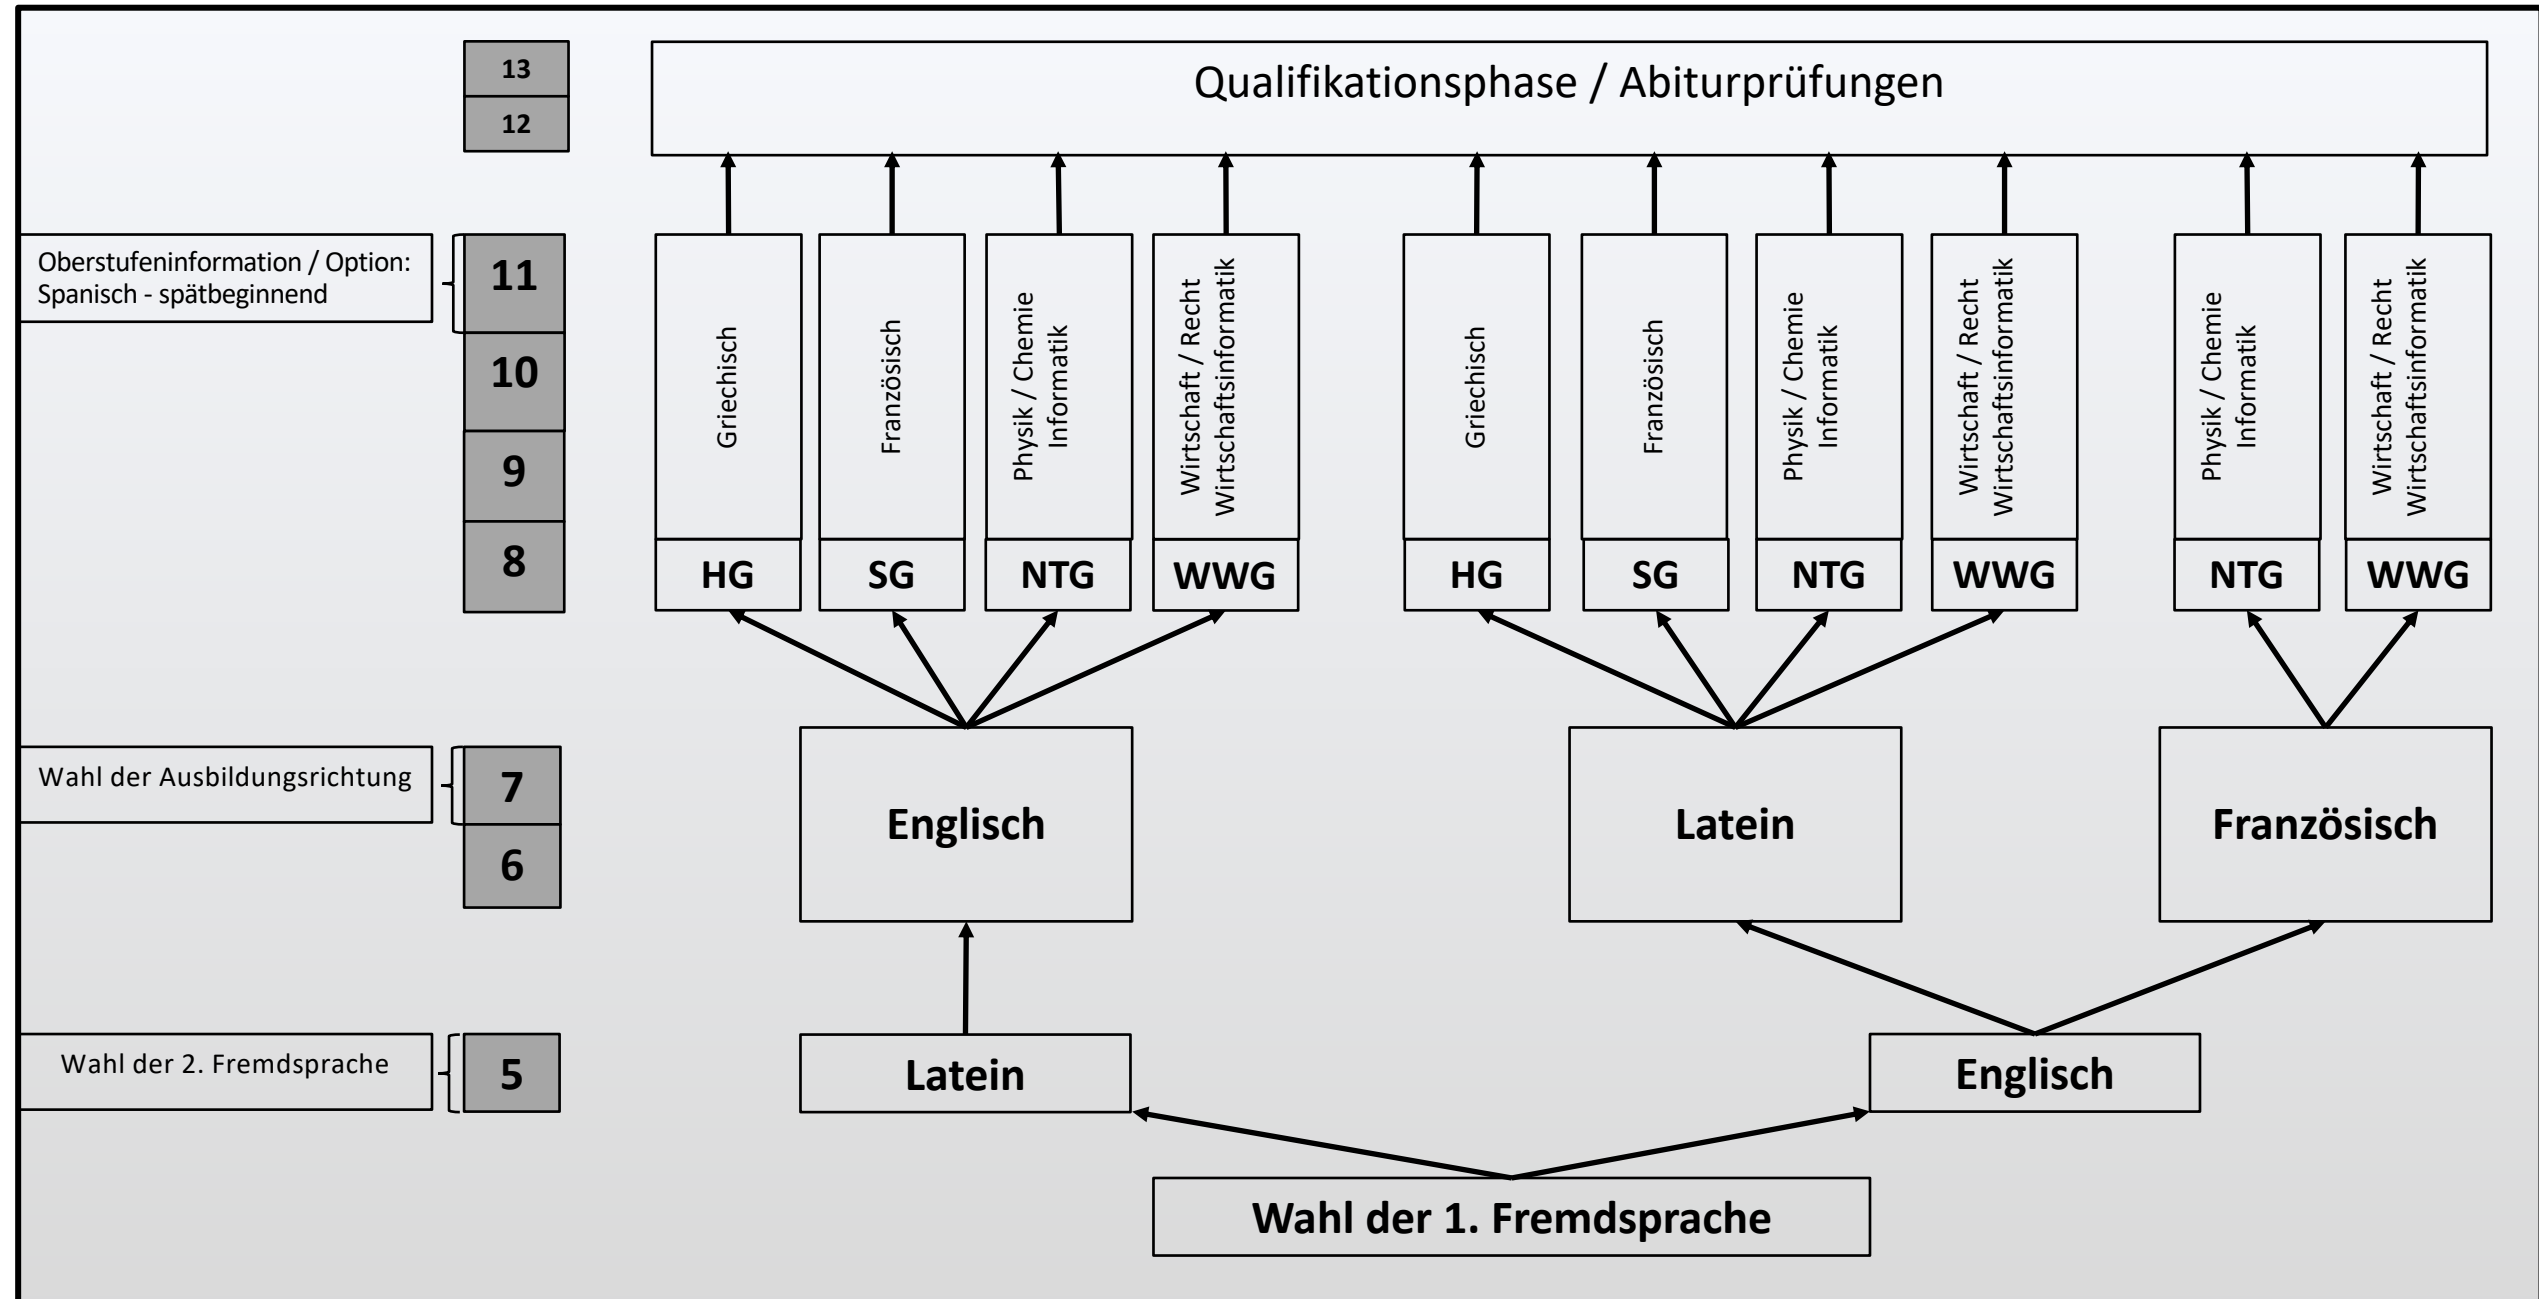 13
Qualifikationsphase / Abiturprüfungen
12
Oberstufeninformation / Option:
Spanisch - spätbeginnend
11
10
9
8
Griechisch
Französisch
Physik / Chemie
Informatik
Wirtschaft / Recht
Wirtschaftsinformatik
Griechisch
Französisch
Physik / Chemie
Informatik
Wirtschaft / Recht
Wirtschaftsinformatik
Physik / Chemie
Informatik
Wirtschaft / Recht
Wirtschaftsinformatik
HG
SG
NTG
WWG
HG
SG
NTG
WWG
NTG
WWG
Wahl der Ausbildungsrichtung
7
6
Englisch
Latein
Französisch
Wahl der 2. Fremdsprache
5
Latein
Englisch
Wahl der 1. Fremdsprache